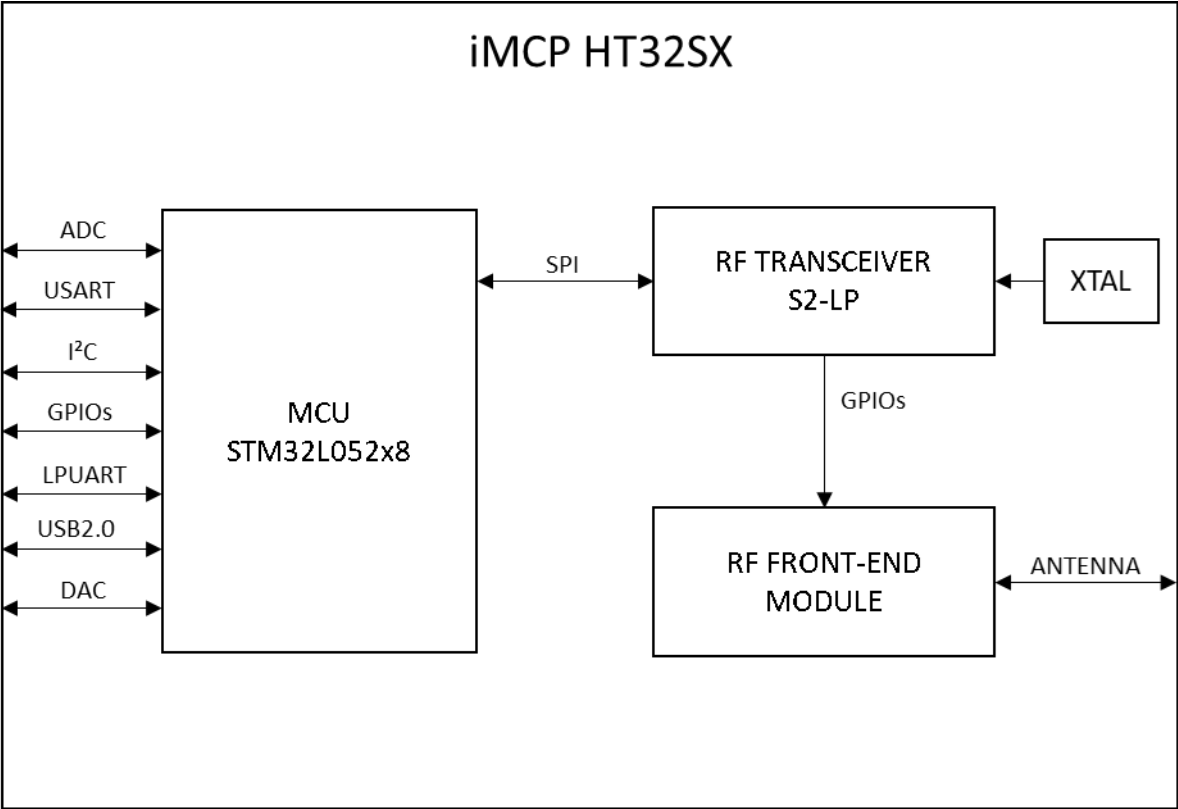 iMCP HT32SX
ADC
USART
I²C
GPIOs
LPUART
USB2.0
DAC
MCU
STM32L052x8
SPI
RF TRANSCEIVER
S2-LP
XTAL
GPIOs
RF FRONT-END
MODULE
ANTENNA